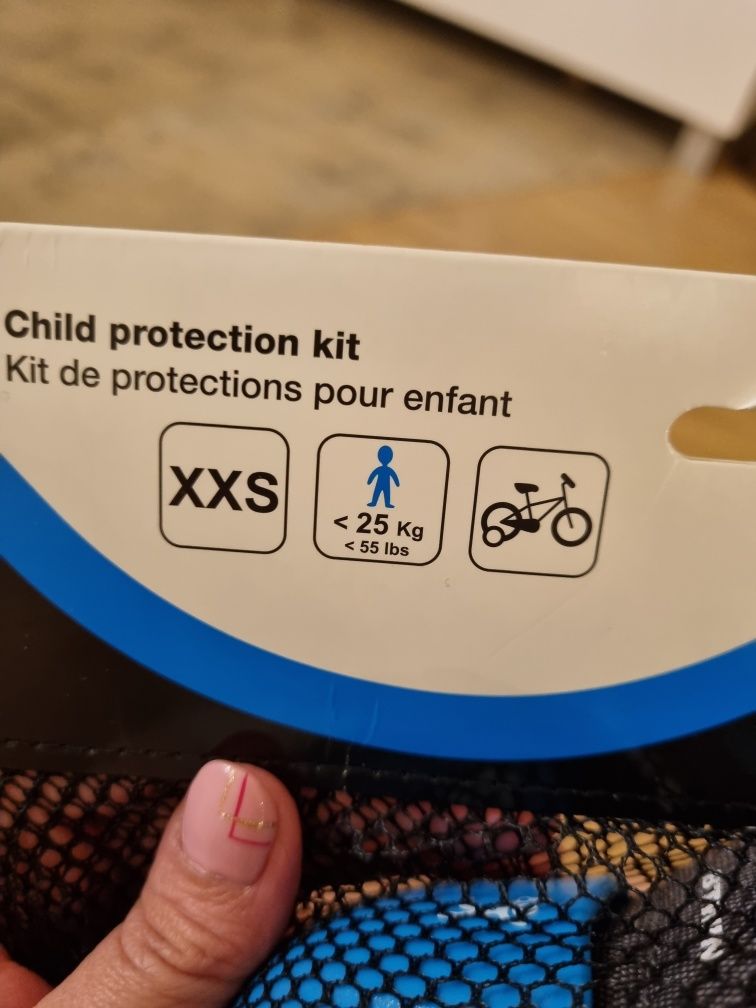 Child protection kit
Kit de protections pour enfant
XXS
< 25 Kg
< 55 lbs